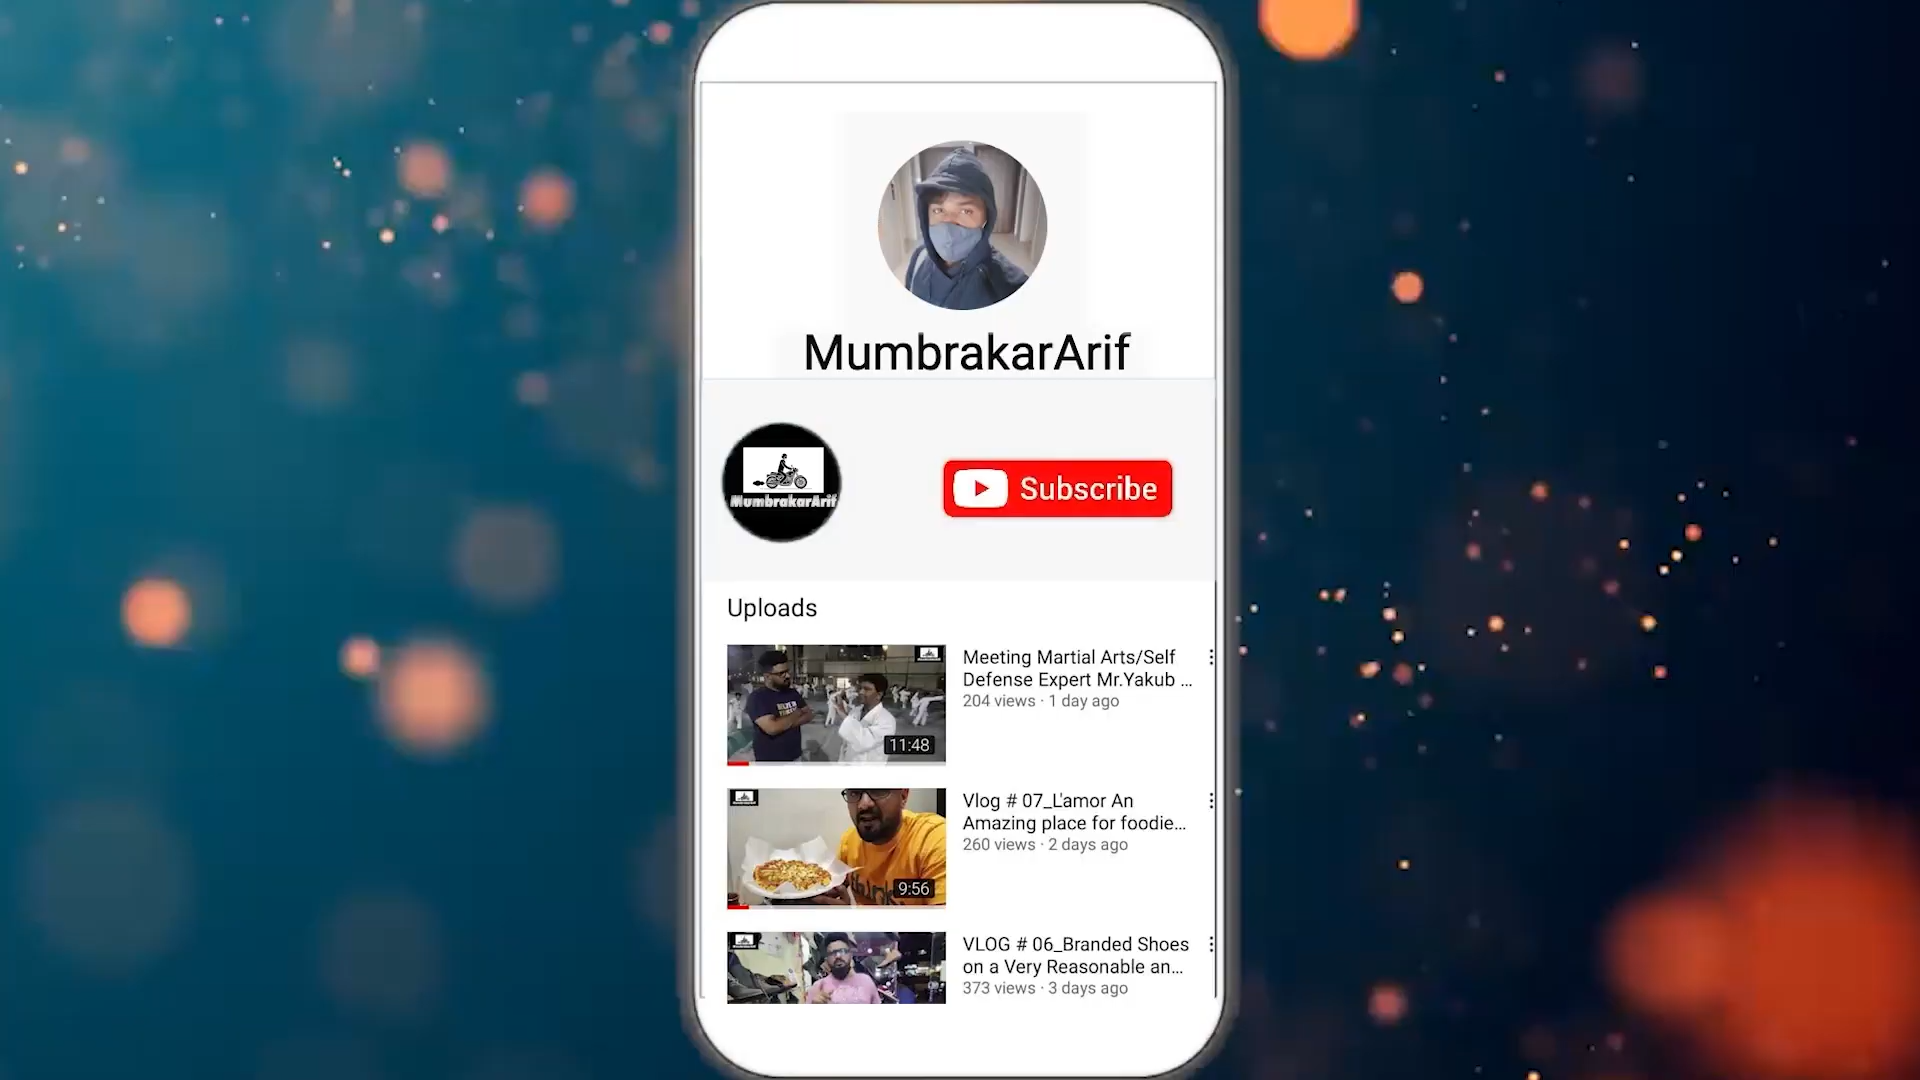 MumbrakarArif
MumbrakarArif
Subscribe
Uploads
Meeting Martial Arts/Self
Defense Expert Mr.Yakub ...
204 views · 1 day ago
11:48
Vlog # 07_L'amor An
Amazing place for foodie...
260 views · 2 days ago
9:56
VLOG # 06_Branded Shoes
on a Very Reasonable an...
373 views · 3 days ago